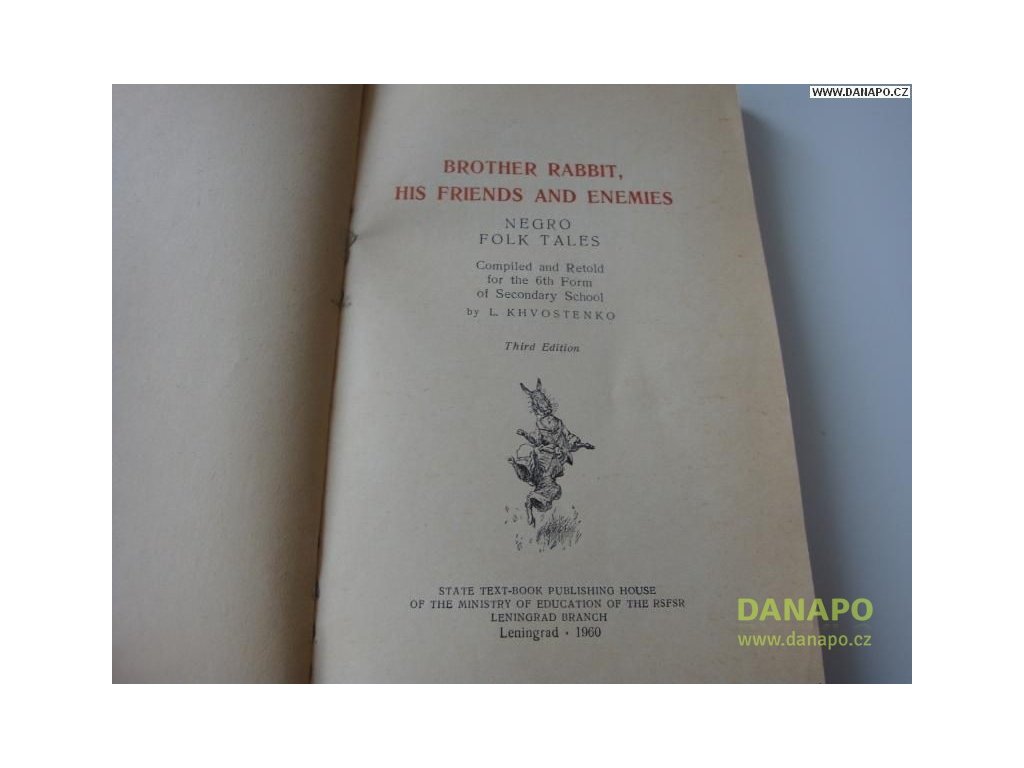 WWW.DANAPO.CZ
BROTHER RABBIT,
HIS FRIENDS AND ENEMIES
NEGRO
FOLK TALES
Compiled and Retold
for the 6th Form
of Secondary School
by L. KHVOSTENKO
Third Edition
STATE TEXT-BOOK PUBLISHING HOUSE
OF THE MINISTRY OF EDUCATION OF THE RSFSR
LENINGRAD BRANCH
Leningrad • 1960
DANAPO
www.danapo.cz